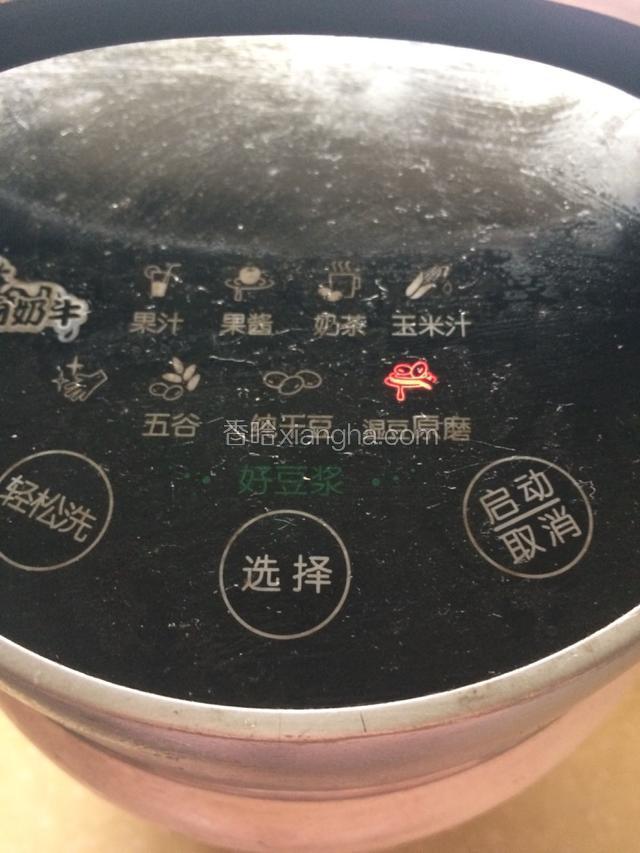 奶牛
果汁 果酱 奶茶 玉米汁
五谷 纯干豆 湿豆原磨
香哈xiangha.com
好豆浆
轻松洗
选择
启动
取消